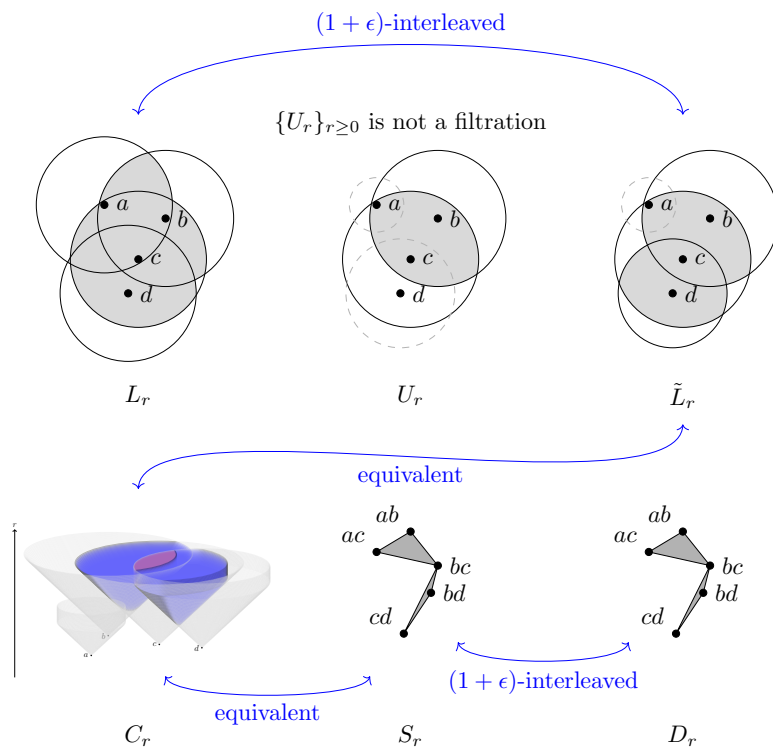 (1 + ϵ)-interleaved
{U_r}_{r≥0} is not a filtration
a
b
c
d
a
b
c
d
a
b
c
d
L_r
U_r
L̃_r
equivalent
r
a
b
c
d
ab
ac
bc
bd
cd
ab
ac
bc
bd
cd
(1 + ϵ)-interleaved
equivalent
C_r
S_r
D_r